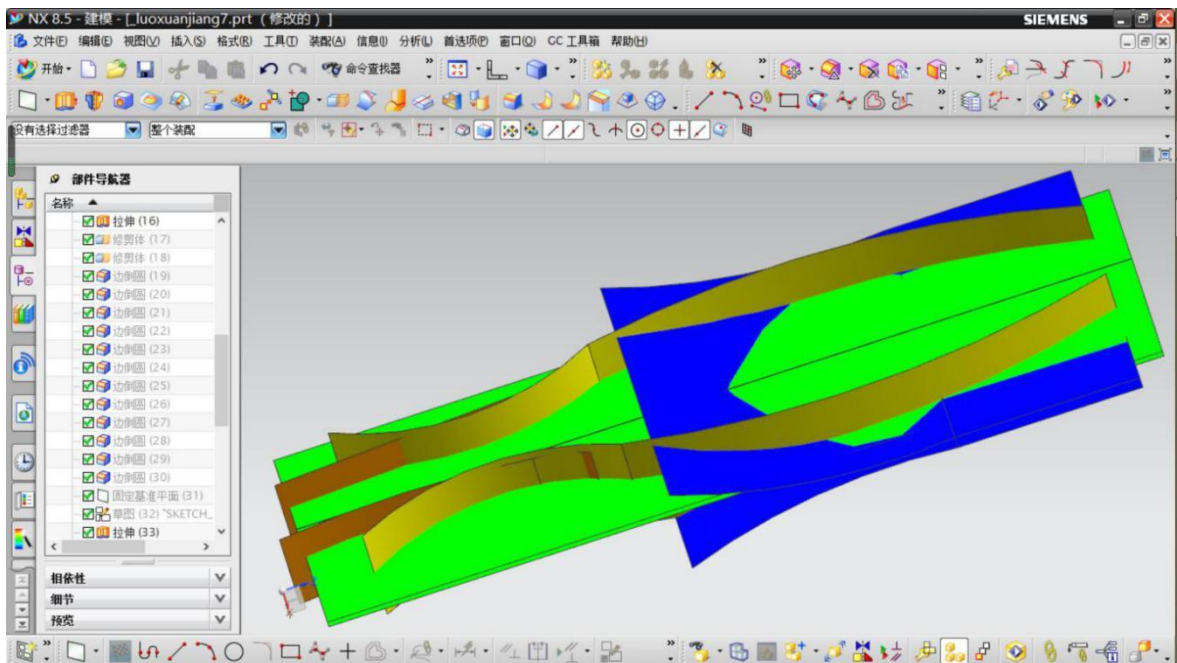 NX 8.5 - 建模 - [_luoxuanjiang7.prt （修改的） ]
SIEMENS
文件(F) 编辑(E) 视图(V) 插入(S) 格式(R) 工具(T) 装配(A) 信息(I) 分析(L) 首选项(P) 窗口(O) GC 工具箱 帮助(H)
开始
命令查找器
没有选择过滤器
整个装配
部件导航器
名称
拉伸 (16)
修剪体 (17)
修剪体 (18)
边倒圆 (19)
边倒圆 (20)
边倒圆 (21)
边倒圆 (22)
边倒圆 (23)
边倒圆 (24)
边倒圆 (25)
边倒圆 (26)
边倒圆 (27)
边倒圆 (28)
边倒圆 (29)
边倒圆 (30)
固定基准平面 (31)
草图 (32) "SKETCH_
拉伸 (33)
相依性
细节
预览